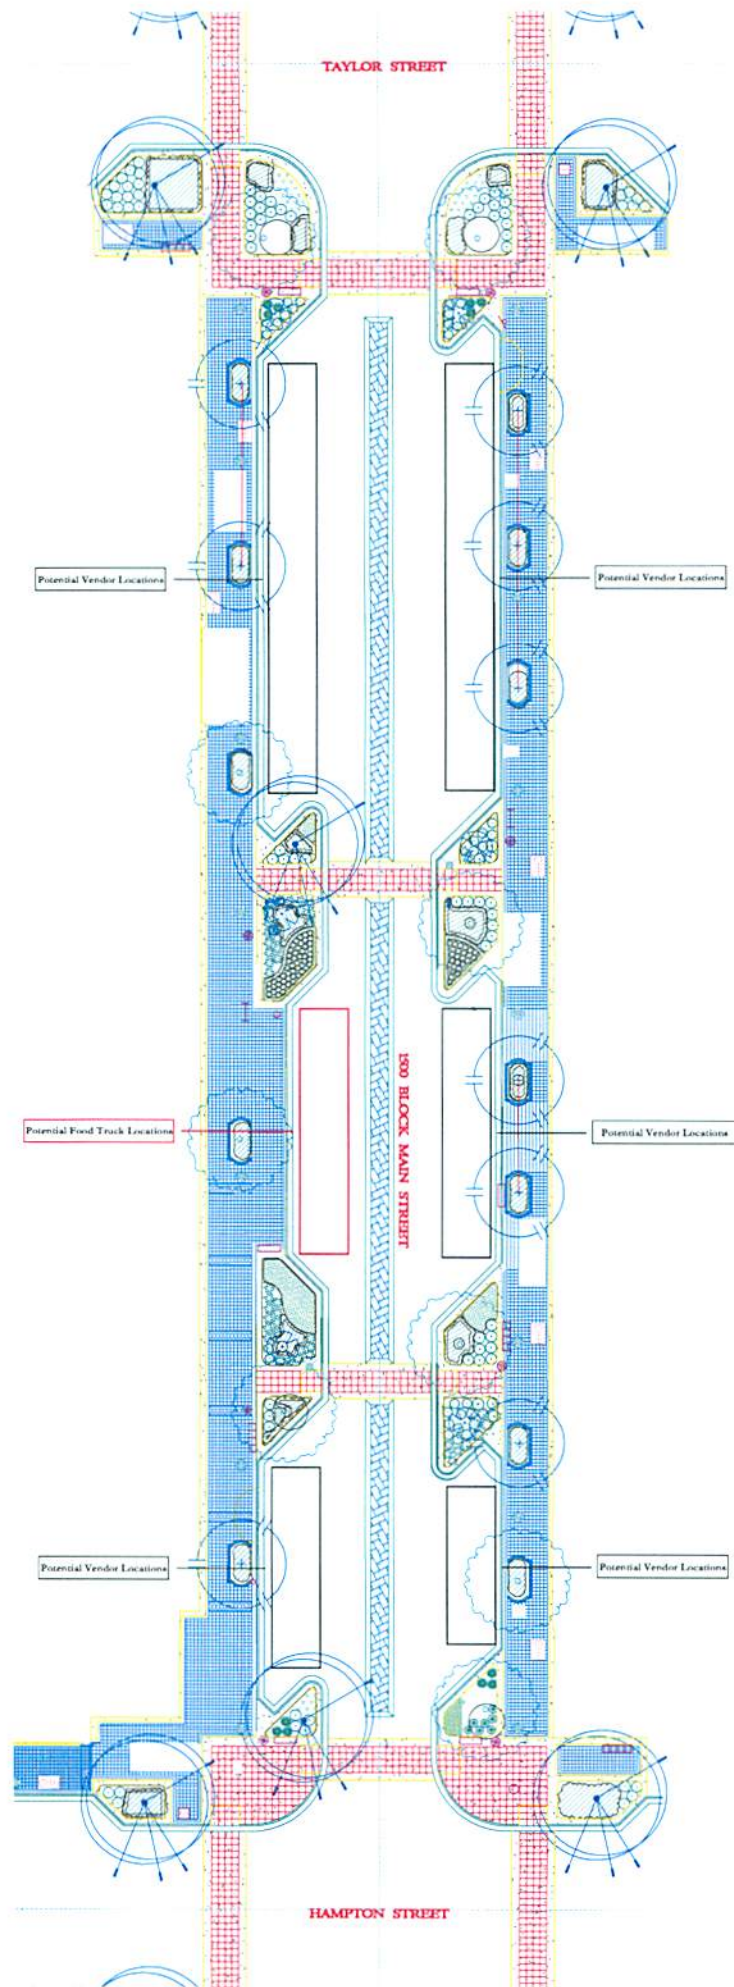 TAYLOR STREET
Potential Vendor Locations
Potential Vendor Locations
1500 BLOCK MAIN STREET
Potential Food Truck Locations
Potential Vendor Locations
Potential Vendor Locations
Potential Vendor Locations
HAMPTON STREET